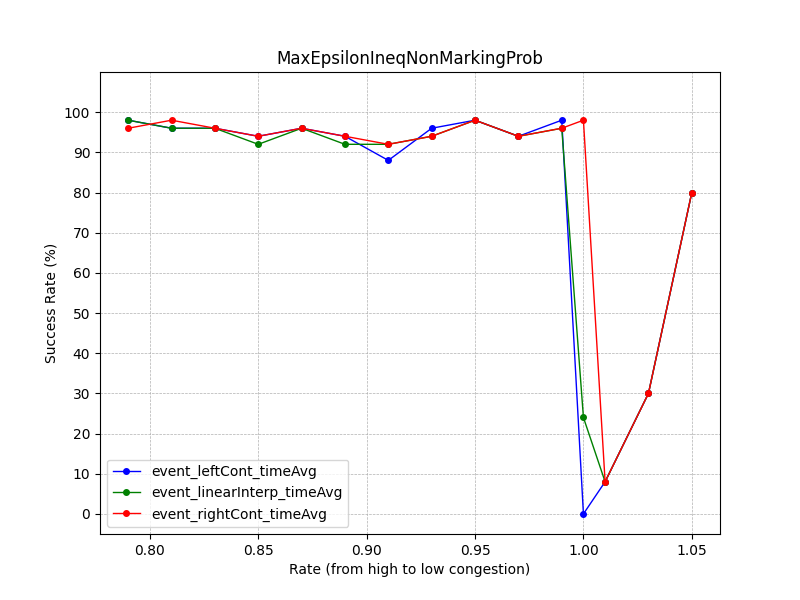 MaxEpsilonIneqNonMarkingProb
Success Rate (%)
100
90
80
70
60
50
40
30
20
10
0
event_leftCont_timeAvg
event_linearInterp_timeAvg
event_rightCont_timeAvg
0.80 0.85 0.90 0.95 1.00 1.05
Rate (from high to low congestion)